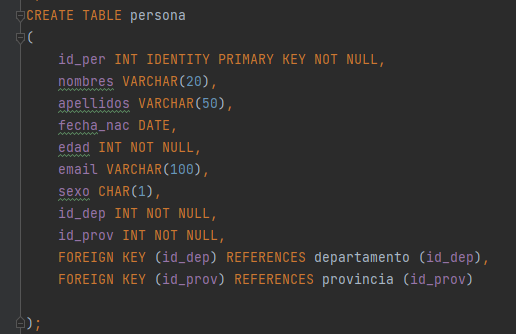 CREATE TABLE persona
(
id_per INT IDENTITY PRIMARY KEY NOT NULL,
nombres VARCHAR(20),
apellidos VARCHAR(50),
fecha_nac DATE,
edad INT NOT NULL,
email VARCHAR(100),
sexo CHAR(1),
id_dep INT NOT NULL,
id_prov INT NOT NULL,
FOREIGN KEY (id_dep) REFERENCES departamento (id_dep),
FOREIGN KEY (id_prov) REFERENCES provincia (id_prov)
);